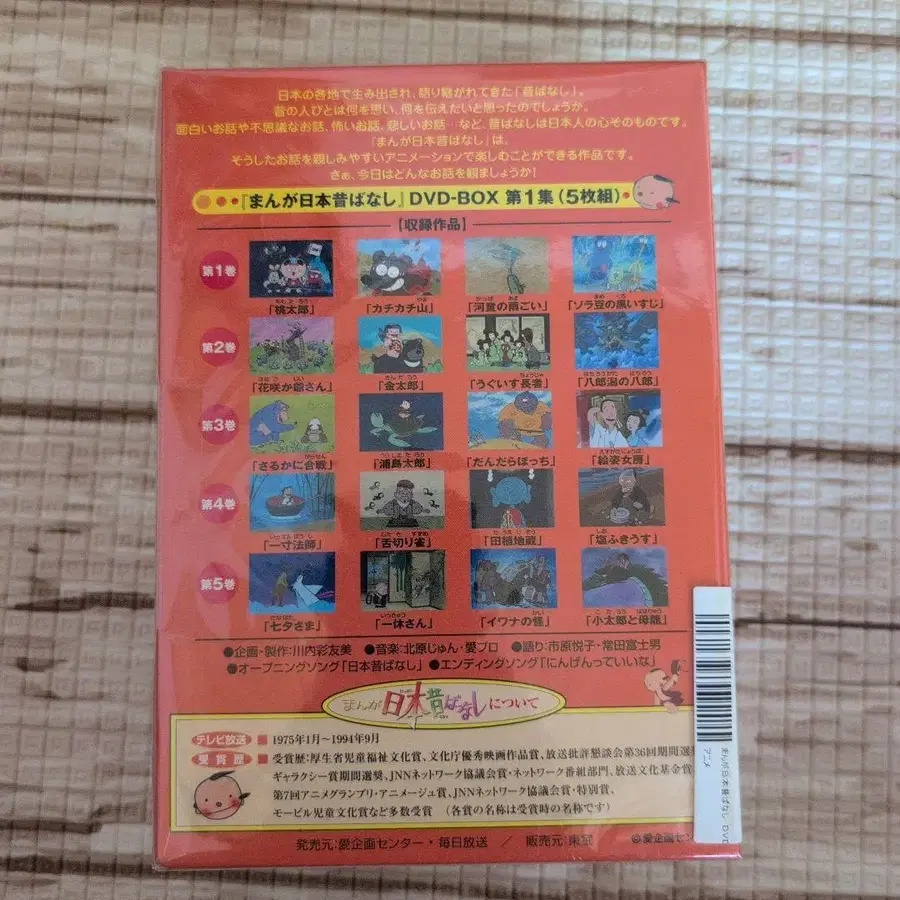 日本の各地で生み出され、語り継がれてきた「昔ばなし」。
昔の人びとは何を思い、何を伝えたいと思ったのでしょうか。
面白いお話や不思議なお話、怖いお話、悲しいお話…など、昔ばなしは日本人の心そのものです。
『まんが日本昔ばなし』は、
そうしたお話を親しみやすいアニメーションで楽しむことができる作品です。
さぁ、今日はどんなお話を観ましょうか!
『まんが日本昔ばなし』DVD-BOX 第1集(5枚組)
【収録作品】
第1巻
「桃太郎」 「カチカチ山」 「河童の雨ごい」 「ソラ豆の黒いすじ」
第2巻
「花咲か爺さん」 「金太郎」 「うぐいす長者」 「八郎潟の八郎」
第3巻
「さるかに合戦」 「浦島太郎」 「だんだらぼっち」 「絵姿女房」
第4巻
「一寸法師」 「舌切り雀」 「田植地蔵」 「塩ふきうす」
第5巻
「七夕さま」 「一休さん」 「イワナの怪」 「小太郎と母龍」
●企画・製作:川内彩友美 ●音楽:北原じゅん・愛プロ ●語り:市原悦子・常田富士男
●オープニングソング「日本昔ばなし」 ●エンディングソング「にんげんっていいな」
まんが日本昔ばなしについて
テレビ放送 1975年1月〜1994年9月
受賞歴 受賞歴:厚生省児童福祉文化賞、文化庁優秀映画作品賞、放送批評懇談会第36回期間選
ギャラクシー賞期間選奨、JNNネットワーク協議会賞・ネットワーク番組部門、放送文化基金賞
第7回アニメグランプリ・アニメージュ賞、JNNネットワーク協議会賞・特別賞、
モービル児童文化賞など多数受賞 (各賞の名称は受賞時の名称です)
発売元:愛企画センター・毎日放送 / 販売元:東宝 ©愛企画セン
まんが日本昔ばなし DVD
アニメ